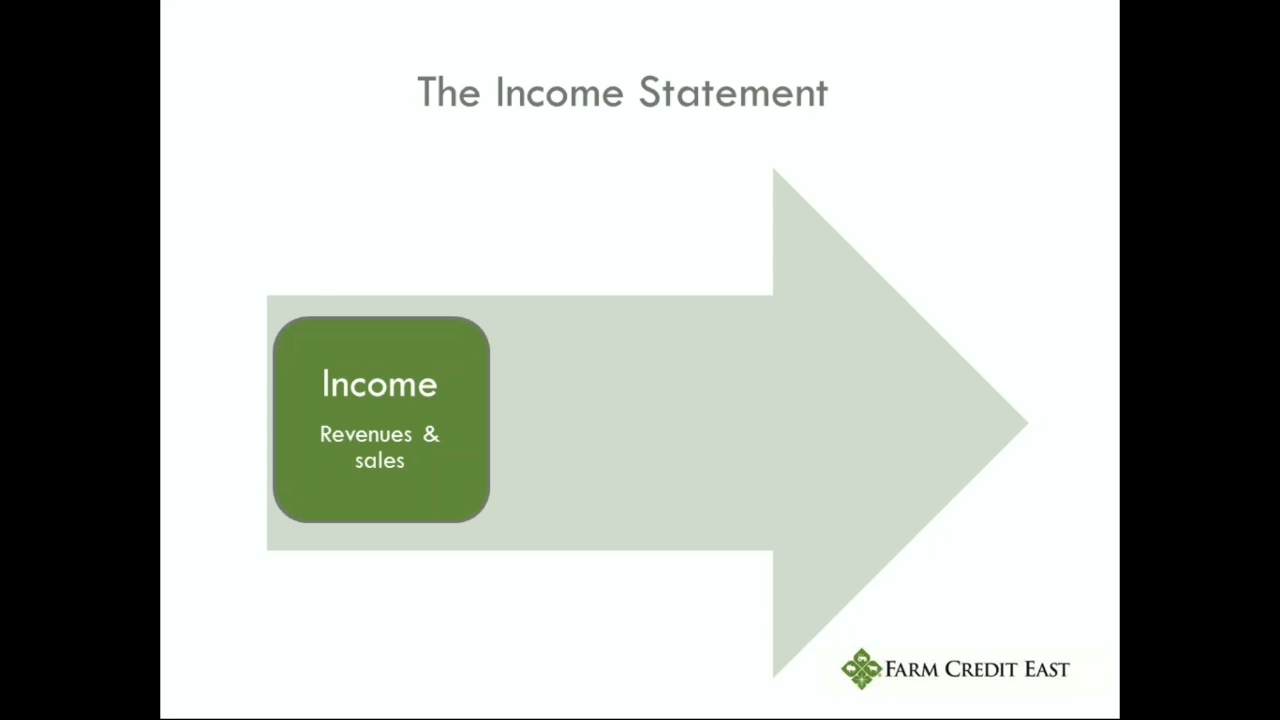 The Income Statement
Income
Revenues &
sales
FARM CREDIT EAST